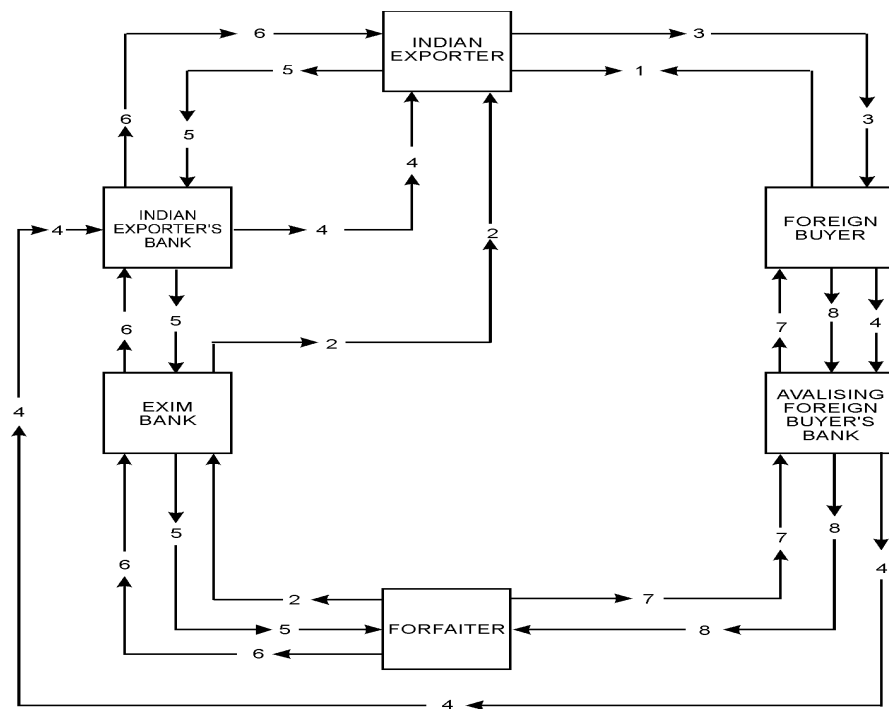 6
INDIAN
EXPORTER
3
5
1
6
5
4
3
INDIAN
EXPORTER'S
BANK
4
4
2
FOREIGN
BUYER
6
5
2
7
8
4
EXIM
BANK
AVALISING
FOREIGN
BUYER'S
BANK
4
5
8
6
7
4
2
FORFAITER
7
5
8
6
4